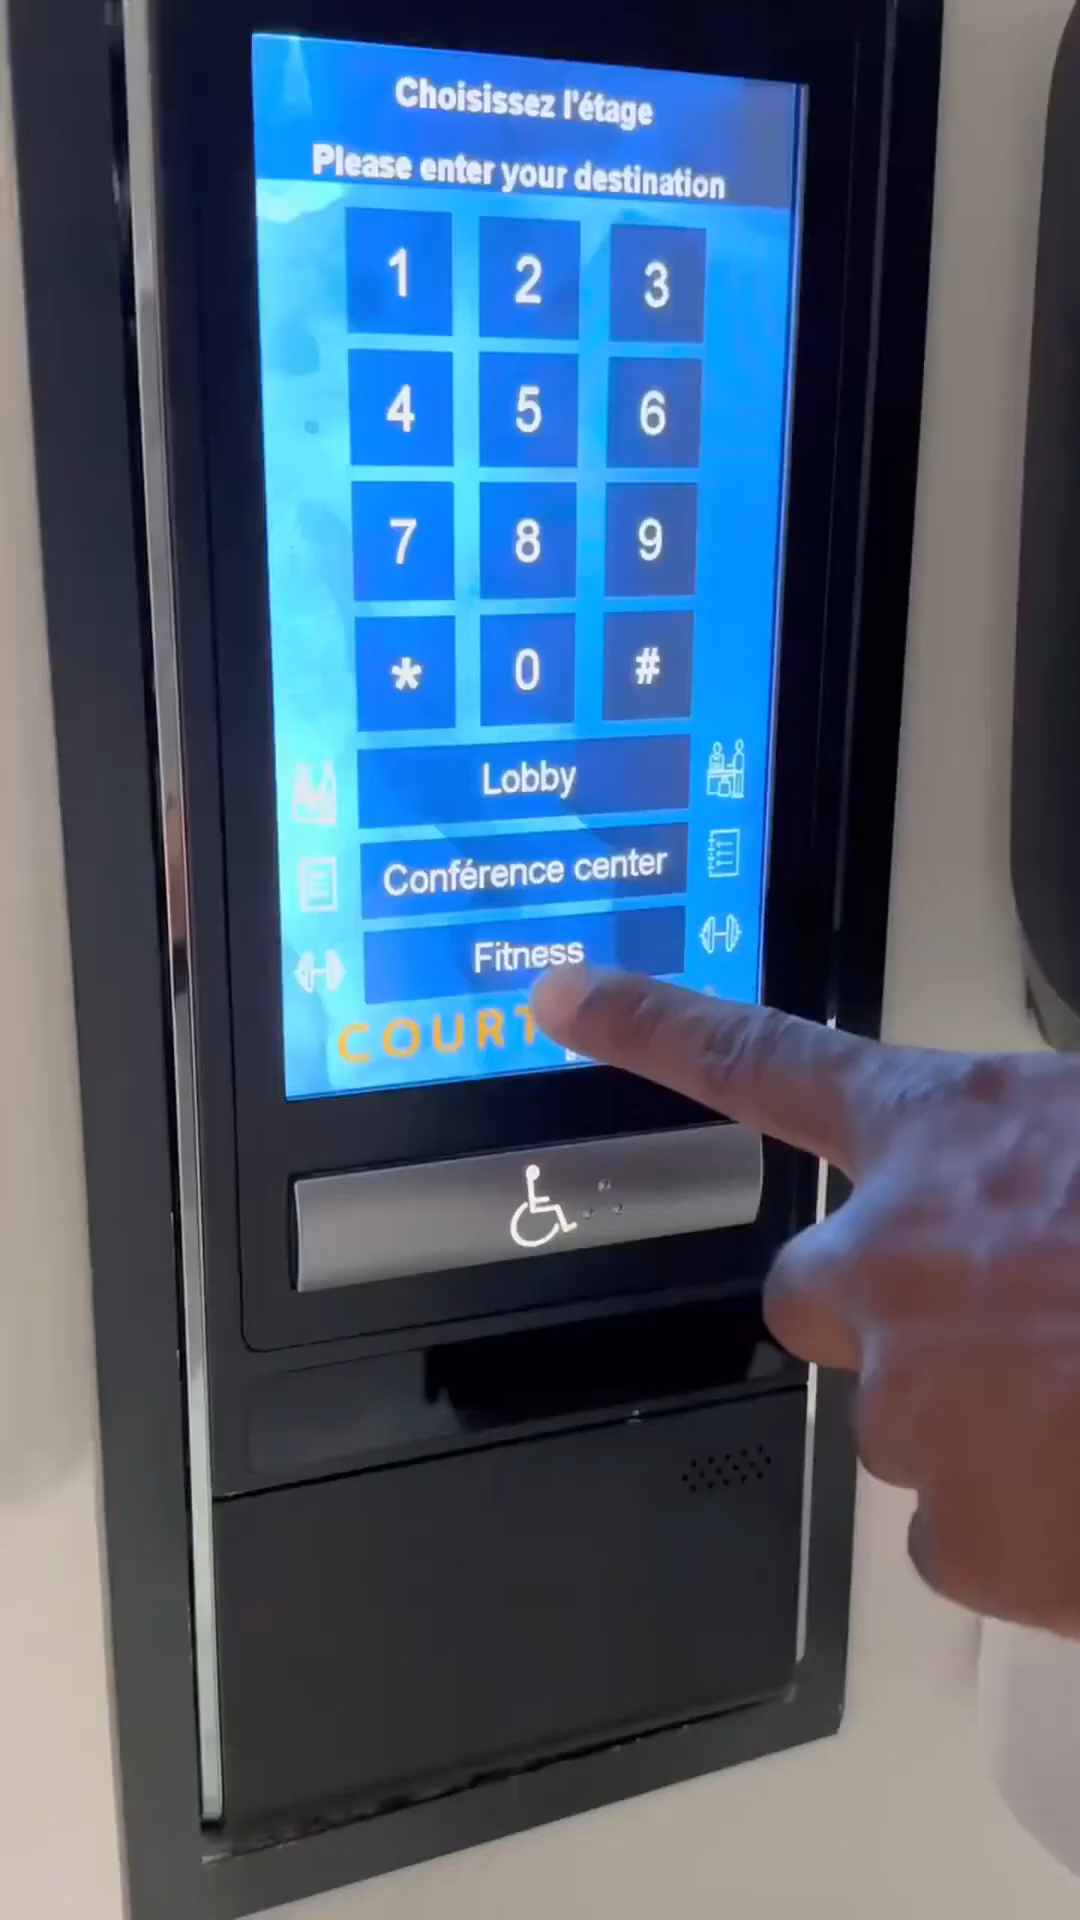 Choisissez l'étage
Please enter your destination
1 2 3
4 5 6
7 8 9
* 0 #
Lobby
Conférence center
Fitness